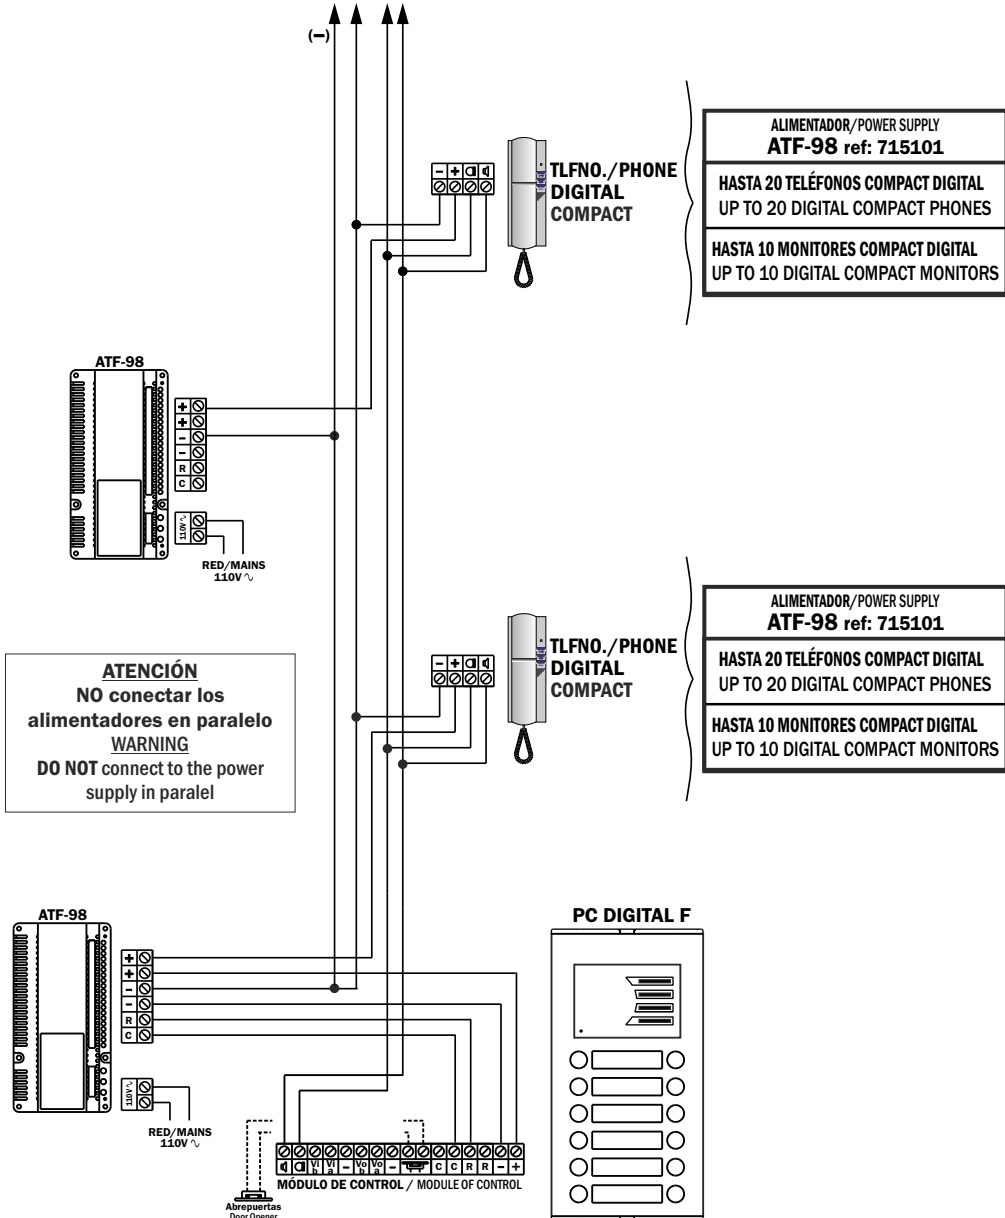 (−)
ALIMENTADOR/POWER SUPPLY
ATF-98 ref: 715101
HASTA 20 TELÉFONOS COMPACT DIGITAL
UP TO 20 DIGITAL COMPACT PHONES
HASTA 10 MONITORES COMPACT DIGITAL
UP TO 10 DIGITAL COMPACT MONITORS
− +
TLFNO./PHONE
DIGITAL
COMPACT
ATF-98
+
+
−
−
R
C
110V
RED/MAINS
110V
ALIMENTADOR/POWER SUPPLY
ATF-98 ref: 715101
HASTA 20 TELÉFONOS COMPACT DIGITAL
UP TO 20 DIGITAL COMPACT PHONES
HASTA 10 MONITORES COMPACT DIGITAL
UP TO 10 DIGITAL COMPACT MONITORS
− +
TLFNO./PHONE
DIGITAL
COMPACT
ATENCIÓN
NO conectar los
alimentadores en paralelo
WARNING
DO NOT connect to the power
supply in paralel
ATF-98
+
+
−
−
R
C
110V
RED/MAINS
110V
PC DIGITAL F
Vi b Vi a − Vo b Vo a − C C R R − +
MÓDULO DE CONTROL / MODULE OF CONTROL
Abrepuertas
Door Opener